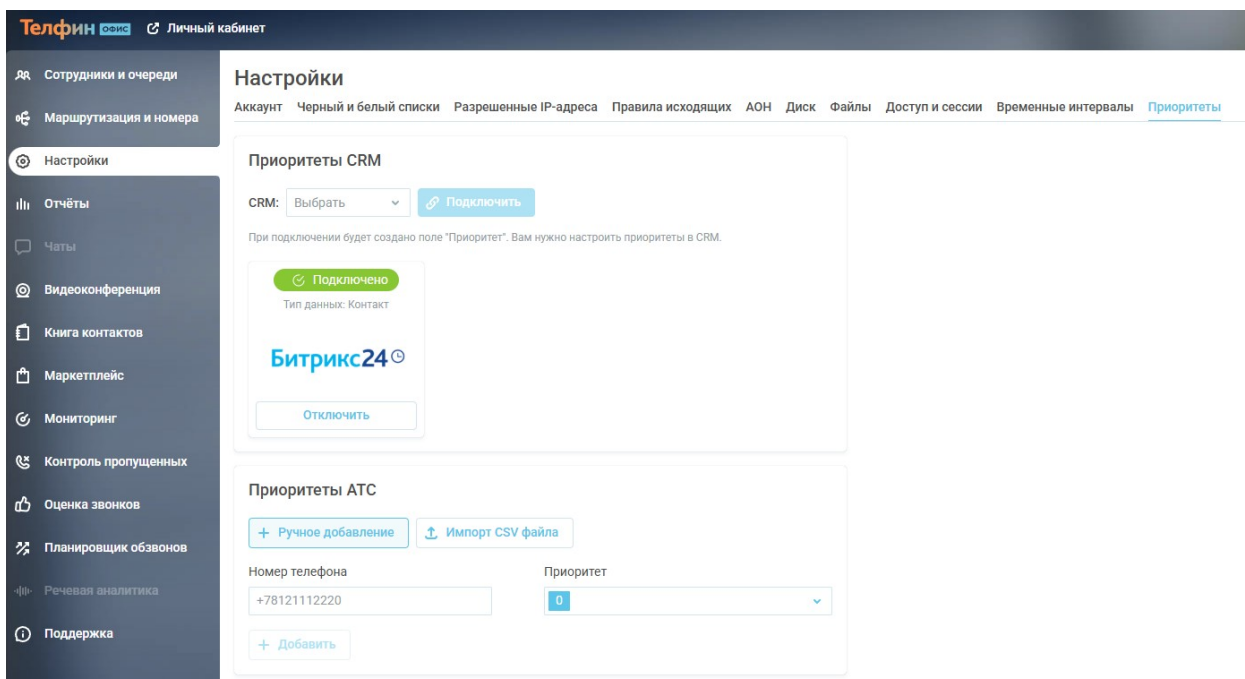 Телфин ОФИС Личный кабинет
Сотрудники и очереди
Маршрутизация и номера
Настройки
Отчёты
Чаты
Видеоконференция
Книга контактов
Маркетплейс
Мониторинг
Контроль пропущенных
Оценка звонков
Планировщик обзвонов
Речевая аналитика
Поддержка
Настройки
Аккаунт Черный и белый списки Разрешенные IP-адреса Правила исходящих АОН Диск Файлы Доступ и сессии Временные интервалы Приоритеты
Приоритеты CRM
CRM: Выбрать Подключить
При подключении будет создано поле "Приоритет". Вам нужно настроить приоритеты в CRM.
Подключено
Тип данных: Контакт
Битрикс24
Отключить
Приоритеты АТС
+ Ручное добавление Импорт CSV файла
Номер телефона Приоритет
+78121112220 0
+ Добавить